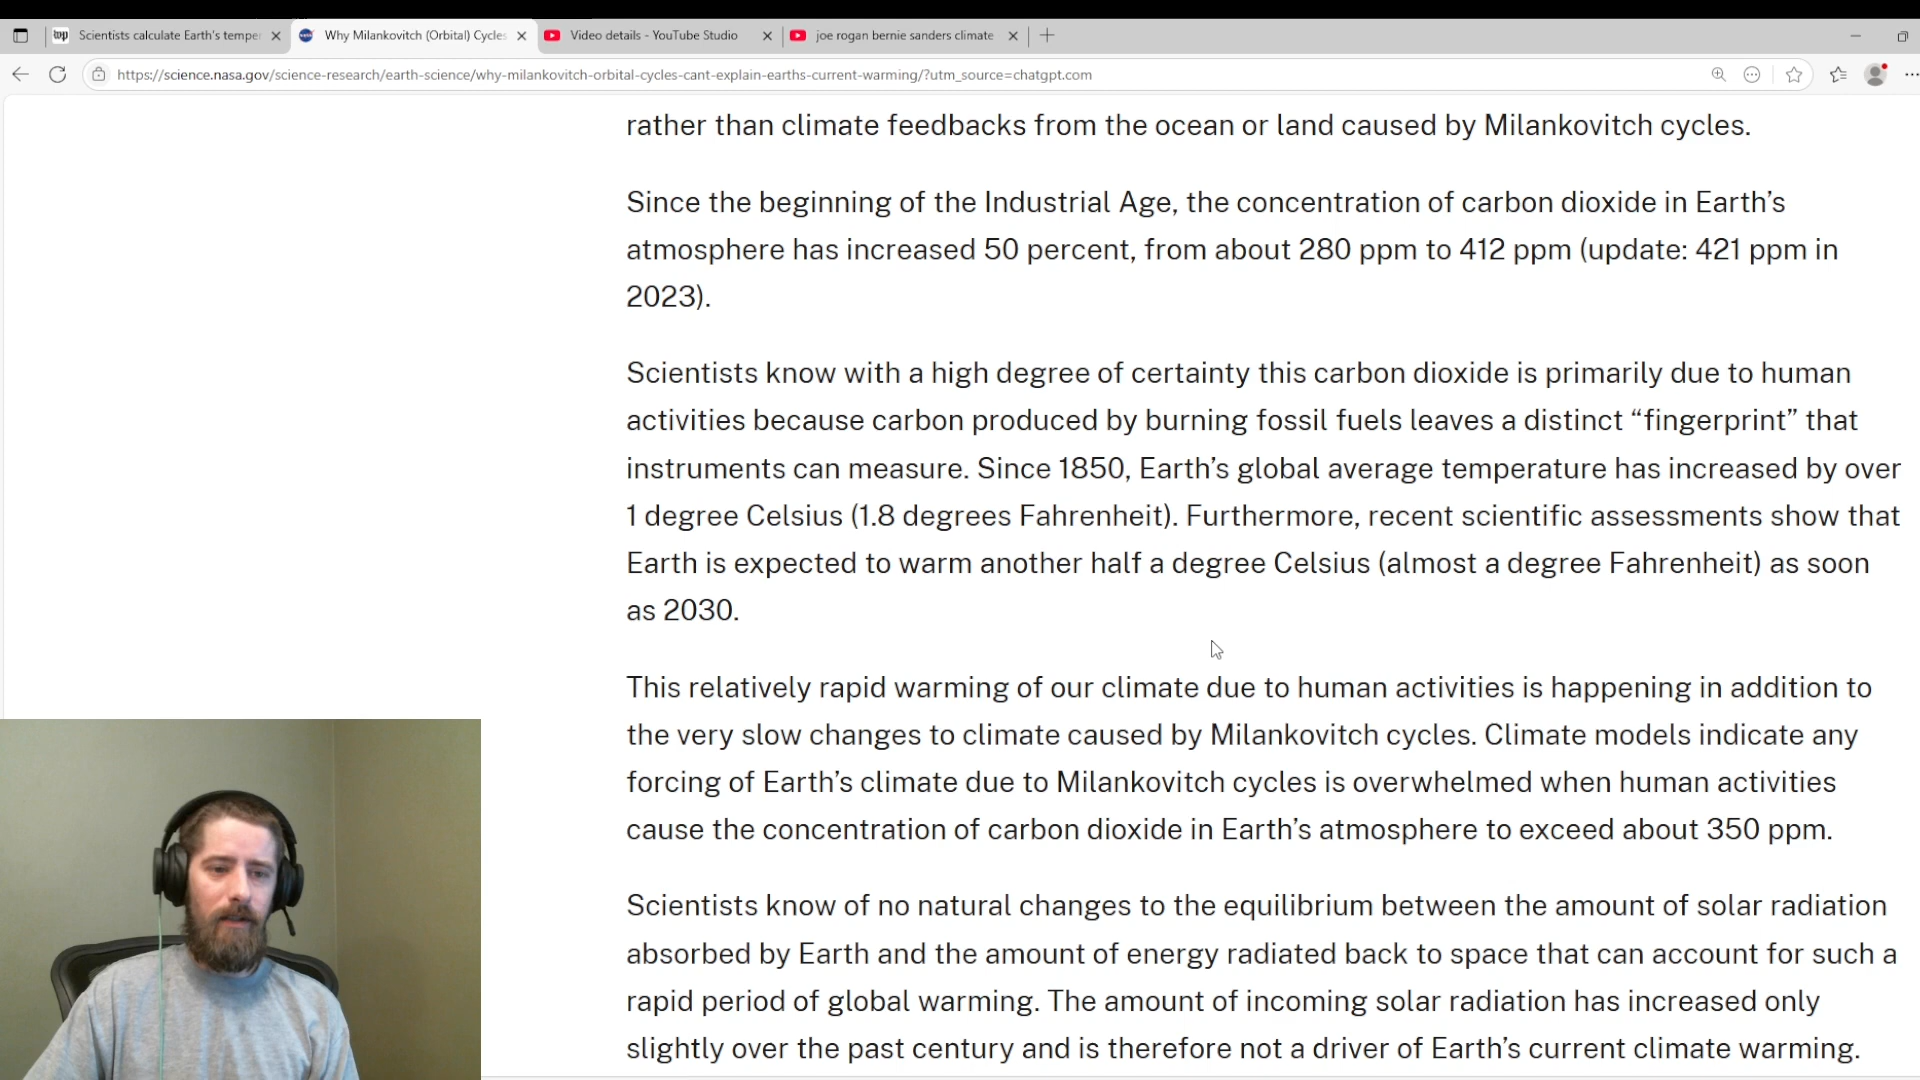 Scientists calculate Earth's temper
Why Milankovitch (Orbital) Cycles
Video details - YouTube Studio
joe rogan bernie sanders climate
https://science.nasa.gov/science-research/earth-science/why-milankovitch-orbital-cycles-cant-explain-earths-current-warming/?utm_source=chatgpt.com
rather than climate feedbacks from the ocean or land caused by Milankovitch cycles.
Since the beginning of the Industrial Age, the concentration of carbon dioxide in Earth’s
atmosphere has increased 50 percent, from about 280 ppm to 412 ppm (update: 421 ppm in
2023).
Scientists know with a high degree of certainty this carbon dioxide is primarily due to human
activities because carbon produced by burning fossil fuels leaves a distinct “fingerprint” that
instruments can measure. Since 1850, Earth’s global average temperature has increased by over
1 degree Celsius (1.8 degrees Fahrenheit). Furthermore, recent scientific assessments show that
Earth is expected to warm another half a degree Celsius (almost a degree Fahrenheit) as soon
as 2030.
This relatively rapid warming of our climate due to human activities is happening in addition to
the very slow changes to climate caused by Milankovitch cycles. Climate models indicate any
forcing of Earth’s climate due to Milankovitch cycles is overwhelmed when human activities
cause the concentration of carbon dioxide in Earth’s atmosphere to exceed about 350 ppm.
Scientists know of no natural changes to the equilibrium between the amount of solar radiation
absorbed by Earth and the amount of energy radiated back to space that can account for such a
rapid period of global warming. The amount of incoming solar radiation has increased only
slightly over the past century and is therefore not a driver of Earth’s current climate warming.